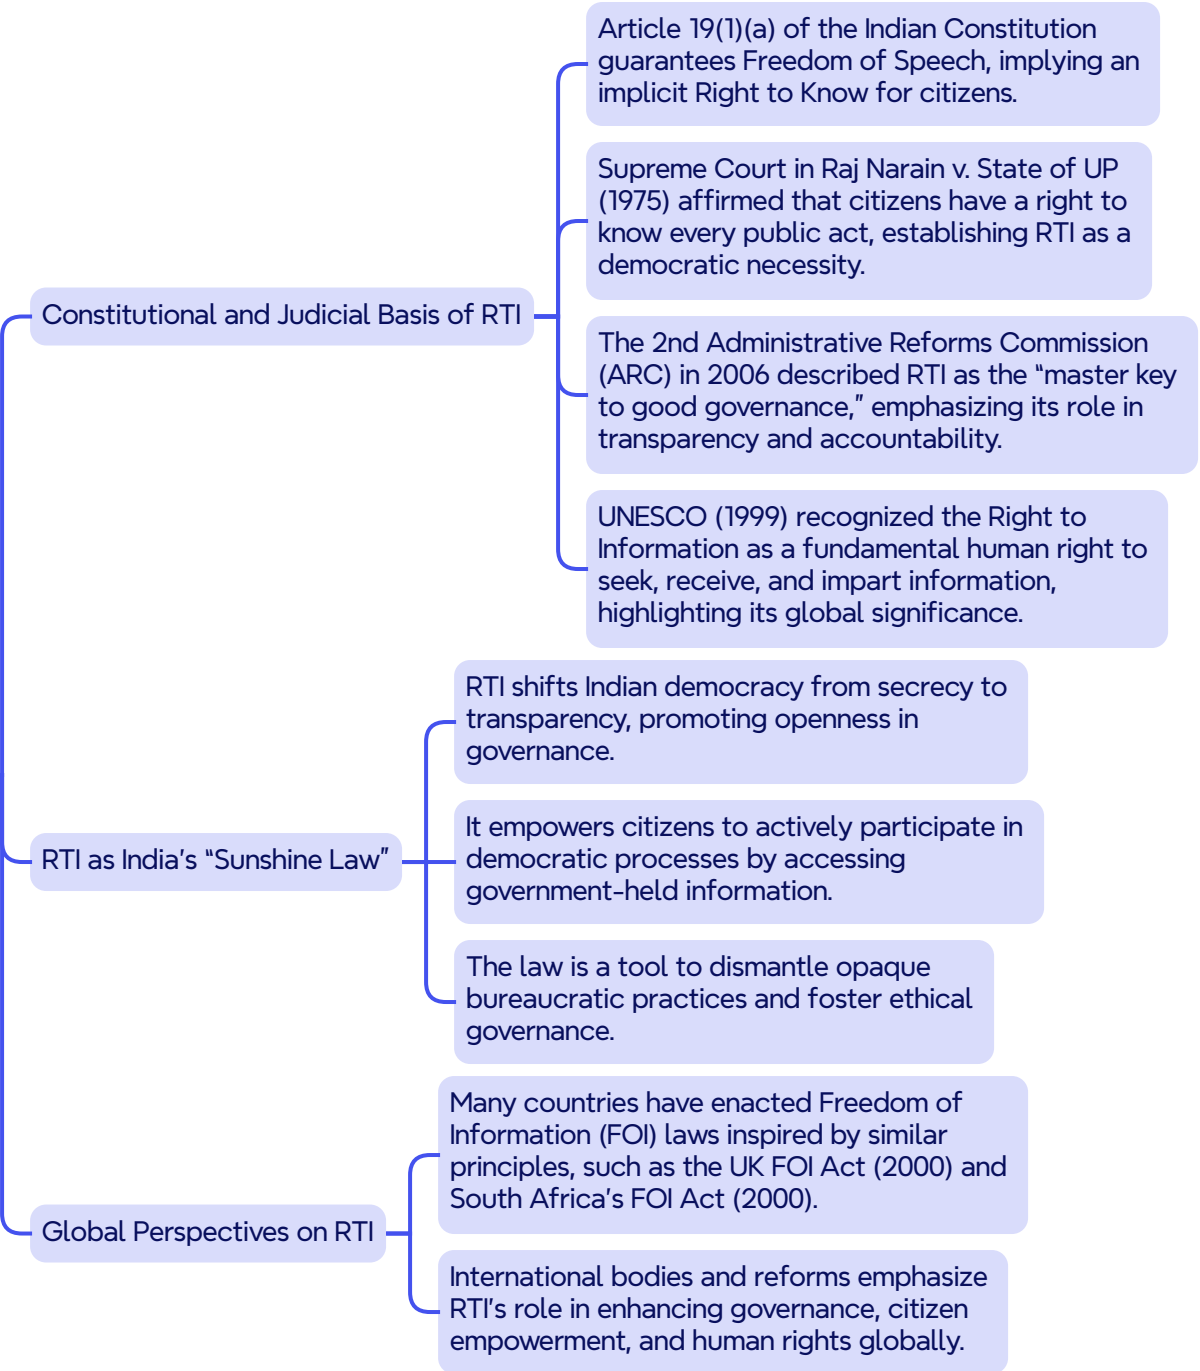 Constitutional and Judicial Basis of RTI
Article 19(1)(a) of the Indian Constitution
guarantees Freedom of Speech, implying an
implicit Right to Know for citizens.
Supreme Court in Raj Narain v. State of UP
(1975) affirmed that citizens have a right to
know every public act, establishing RTI as a
democratic necessity.
The 2nd Administrative Reforms Commission
(ARC) in 2006 described RTI as the “master key
to good governance,” emphasizing its role in
transparency and accountability.
UNESCO (1999) recognized the Right to
Information as a fundamental human right to
seek, receive, and impart information,
highlighting its global significance.
RTI as India’s “Sunshine Law”
RTI shifts Indian democracy from secrecy to
transparency, promoting openness in
governance.
It empowers citizens to actively participate in
democratic processes by accessing
government-held information.
The law is a tool to dismantle opaque
bureaucratic practices and foster ethical
governance.
Global Perspectives on RTI
Many countries have enacted Freedom of
Information (FOI) laws inspired by similar
principles, such as the UK FOI Act (2000) and
South Africa’s FOI Act (2000).
International bodies and reforms emphasize
RTI’s role in enhancing governance, citizen
empowerment, and human rights globally.